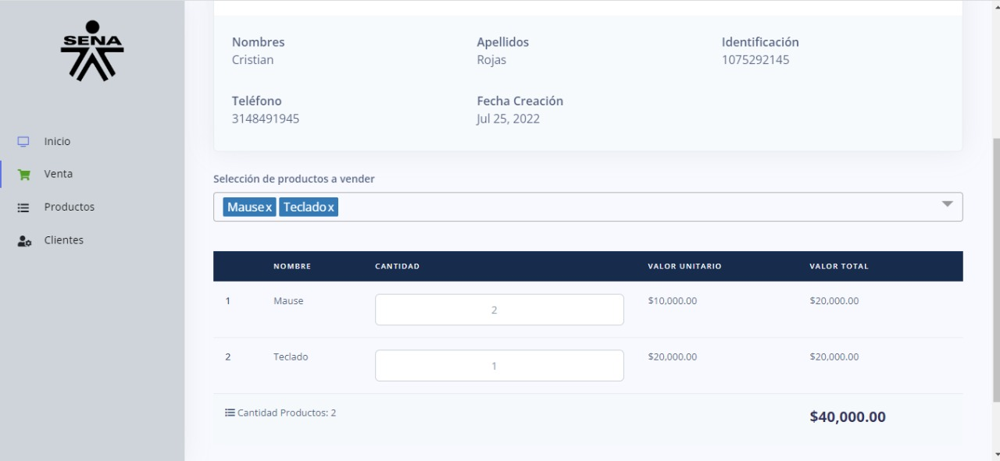 SENA
Inicio
Venta
Productos
Clientes
Nombres Apellidos Identificación
Cristian Rojas 1075292145
Teléfono Fecha Creación
3148491945 Jul 25, 2022
Selección de productos a vender
Mause x Teclado x
NOMBRE CANTIDAD VALOR UNITARIO VALOR TOTAL
1 Mause 2 $10,000.00 $20,000.00
2 Teclado 1 $20,000.00 $20,000.00
Cantidad Productos: 2 $40,000.00